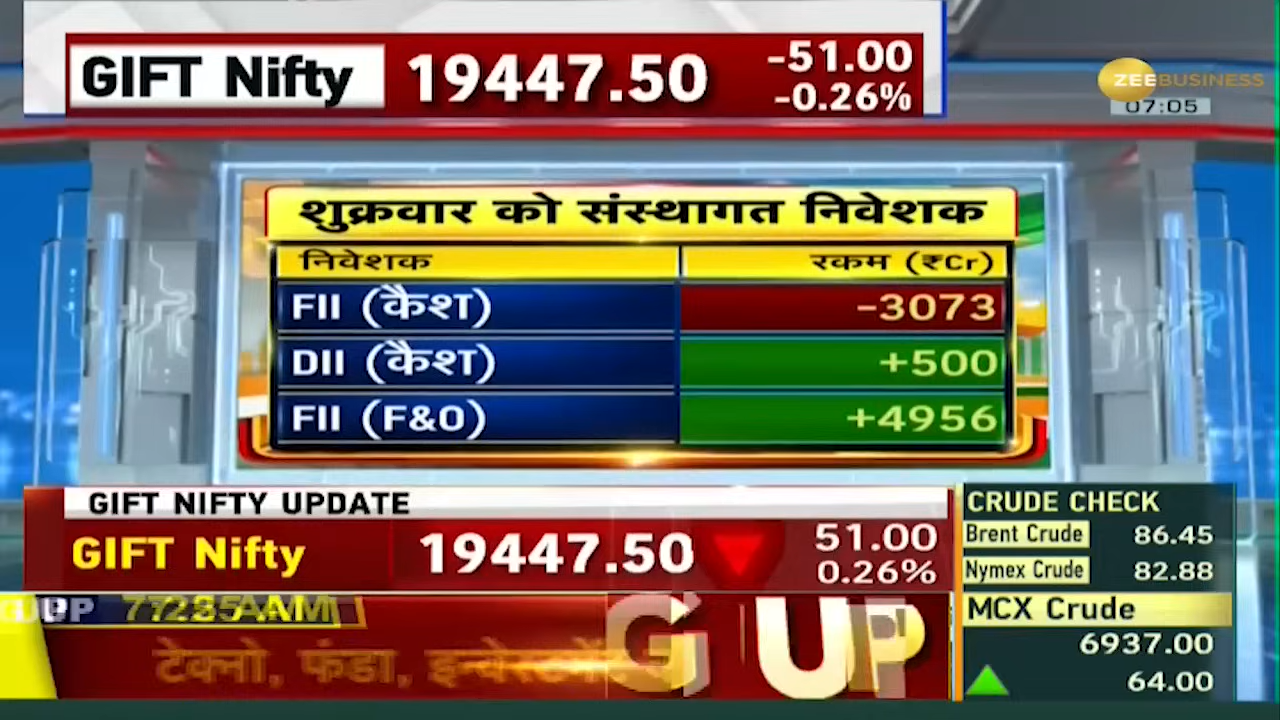 GIFT Nifty 19447.50 -51.00
-0.26%
ZEEBUSINESS
07:05
शुक्रवार को संस्थागत निवेशक
निवेशक रकम (₹Cr)
FII (कैश) -3073
DII (कैश) +500
FII (F&O) +4956
GIFT NIFTY UPDATE
GIFT Nifty 19447.50 51.00
0.26%
CRUDE CHECK
Brent Crude 86.45
Nymex Crude 82.88
MCX Crude
6937.00
64.00
टेक्नो, फंडा,
UP